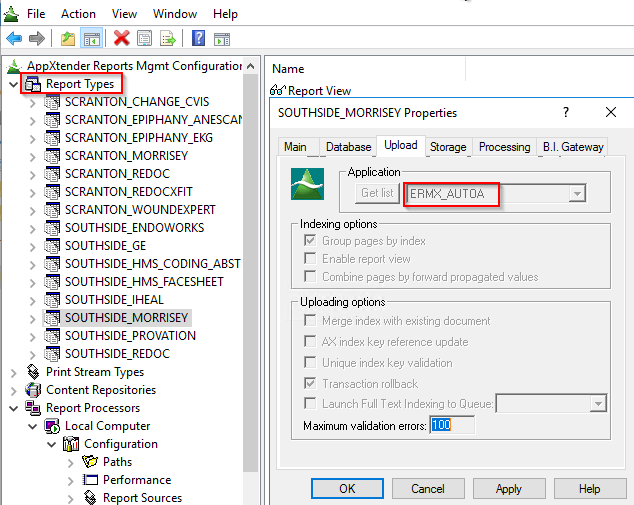 File Action View Window Help
AppXtender Reports Mgmt Configuration
Report Types
SCRANTON_CHANGE_CVIS
SCRANTON_EPIPHANY_ANESCAN
SCRANTON_EPIPHANY_EKG
SCRANTON_MORRISEY
SCRANTON_REDOC
SCRANTON_REDOCXFIT
SCRANTON_WOUNDEXPERT
SOUTHSIDE_ENDOWORKS
SOUTHSIDE_GE
SOUTHSIDE_HMS_CODING_ABST
SOUTHSIDE_HMS_FACESHEET
SOUTHSIDE_IHEAL
SOUTHSIDE_MORRISEY
SOUTHSIDE_PROVATION
SOUTHSIDE_REDOC
Print Stream Types
Content Repositories
Report Processors
Local Computer
Configuration
Paths
Performance
Report Sources
Name
Report View
SOUTHSIDE_MORRISEY Properties ?
Main Database Upload Storage Processing B.I. Gateway
Application
Get list ERMX_AUTOA
Indexing options
Group pages by index
Enable report view
Combine pages by forward propagated values
Uploading options
Merge index with existing document
AX index key reference update
Unique index key validation
Transaction rollback
Launch Full Text Indexing to Queue:
Maximum validation errors: 100
OK Cancel Apply Help